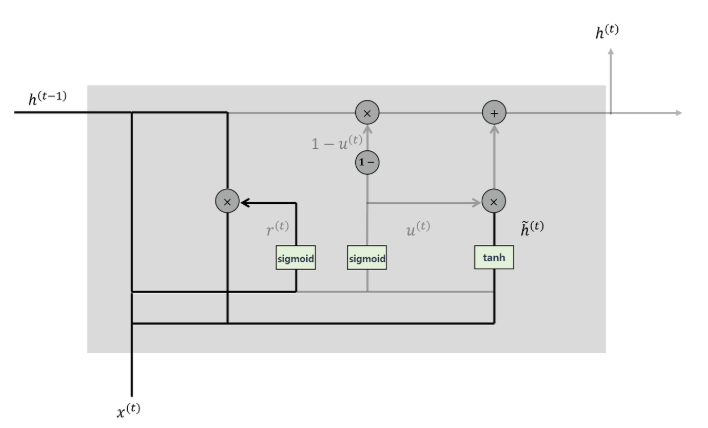 h^(t)
h^(t−1)
×
+
1 − u^(t)
1 −
×
×
r^(t)
u^(t)
h̃^(t)
sigmoid
sigmoid
tanh
x^(t)